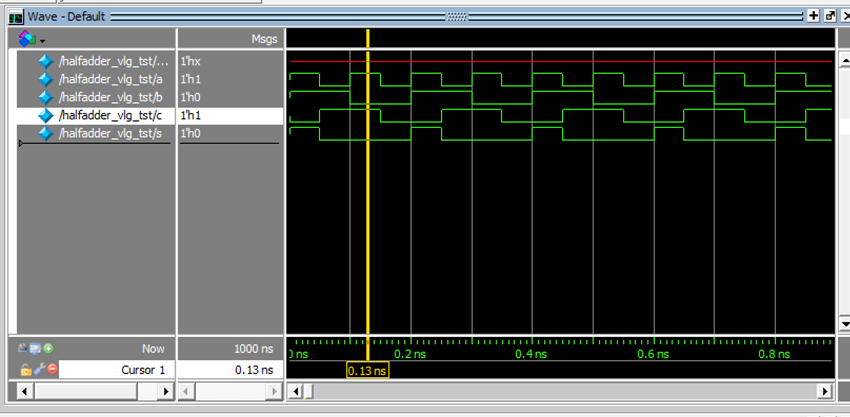 Wave - Default
Msgs
/halfadder_vlg_tst/... 1'hx
/halfadder_vlg_tst/a 1'h1
/halfadder_vlg_tst/b 1'h0
/halfadder_vlg_tst/c 1'h1
/halfadder_vlg_tst/s 1'h0
Now 1000 ns ns 0.2 ns 0.4 ns 0.6 ns 0.8 ns
Cursor 1 0.13 ns 0.13 ns